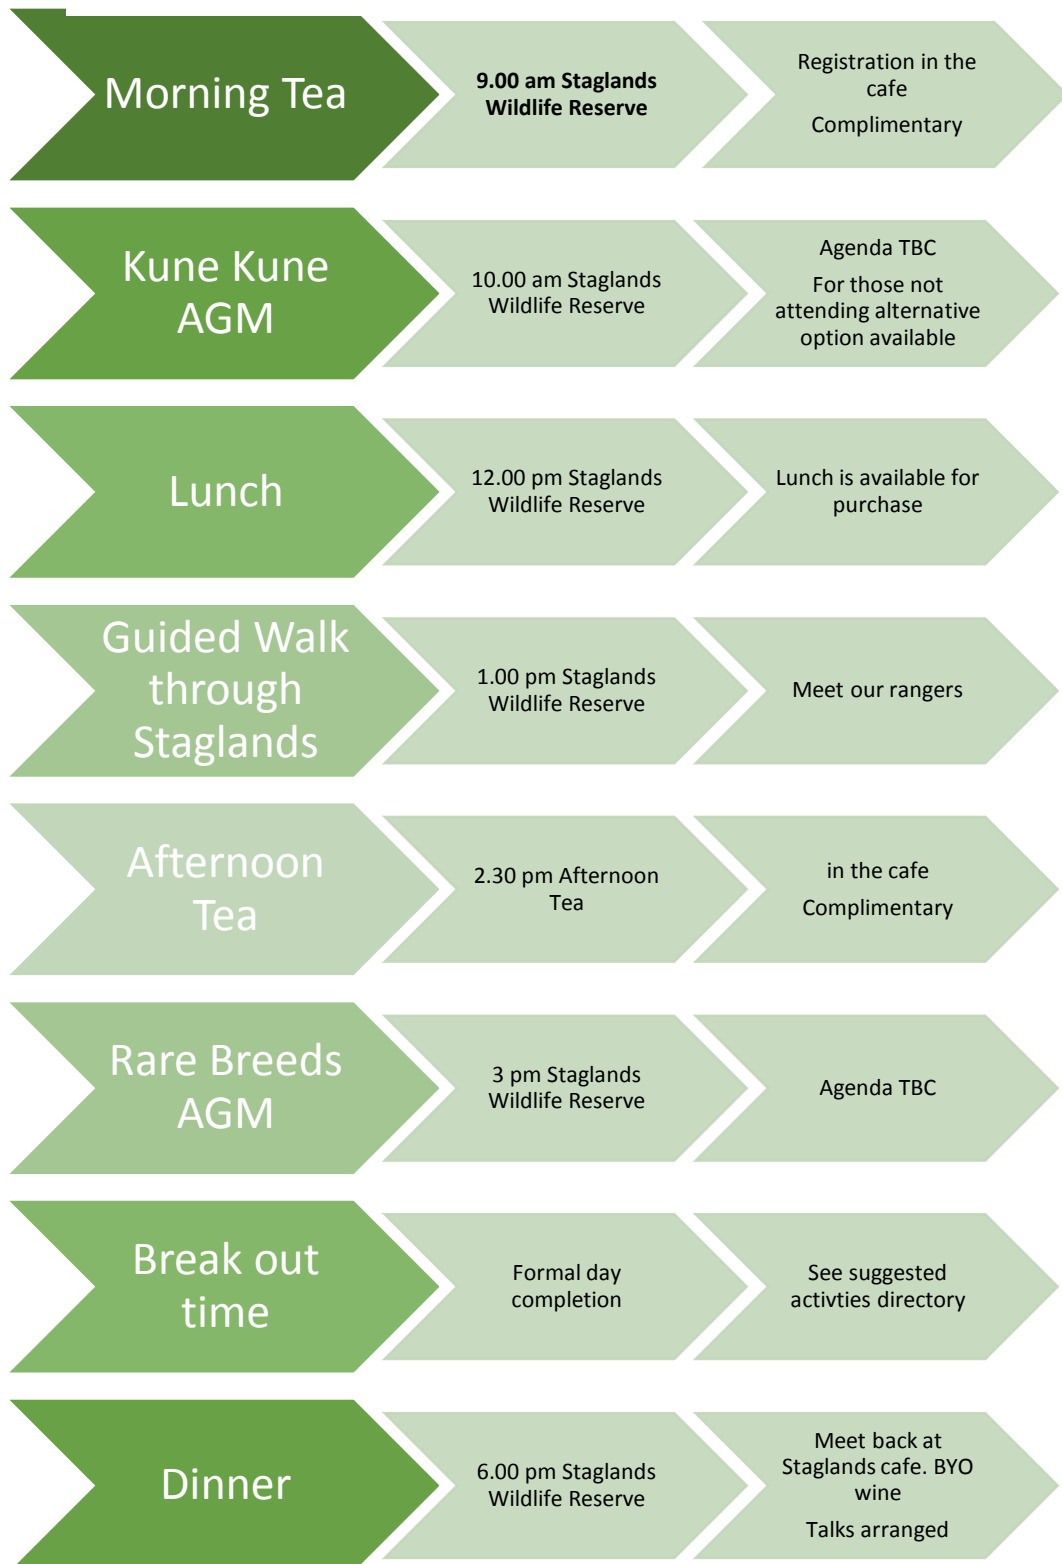 Morning Tea
9.00 am Staglands
Wildlife Reserve
Registration in the
cafe
Complimentary
Kune Kune
AGM
10.00 am Staglands
Wildlife Reserve
Agenda TBC
For those not
attending alternative
option available
Lunch
12.00 pm Staglands
Wildlife Reserve
Lunch is available for
purchase
Guided Walk
through
Staglands
1.00 pm Staglands
Wildlife Reserve
Meet our rangers
Afternoon
Tea
2.30 pm Afternoon
Tea
in the cafe
Complimentary
Rare Breeds
AGM
3 pm Staglands
Wildlife Reserve
Agenda TBC
Break out
time
Formal day
completion
See suggested
activties directory
Dinner
6.00 pm Staglands
Wildlife Reserve
Meet back at
Staglands cafe. BYO
wine
Talks arranged